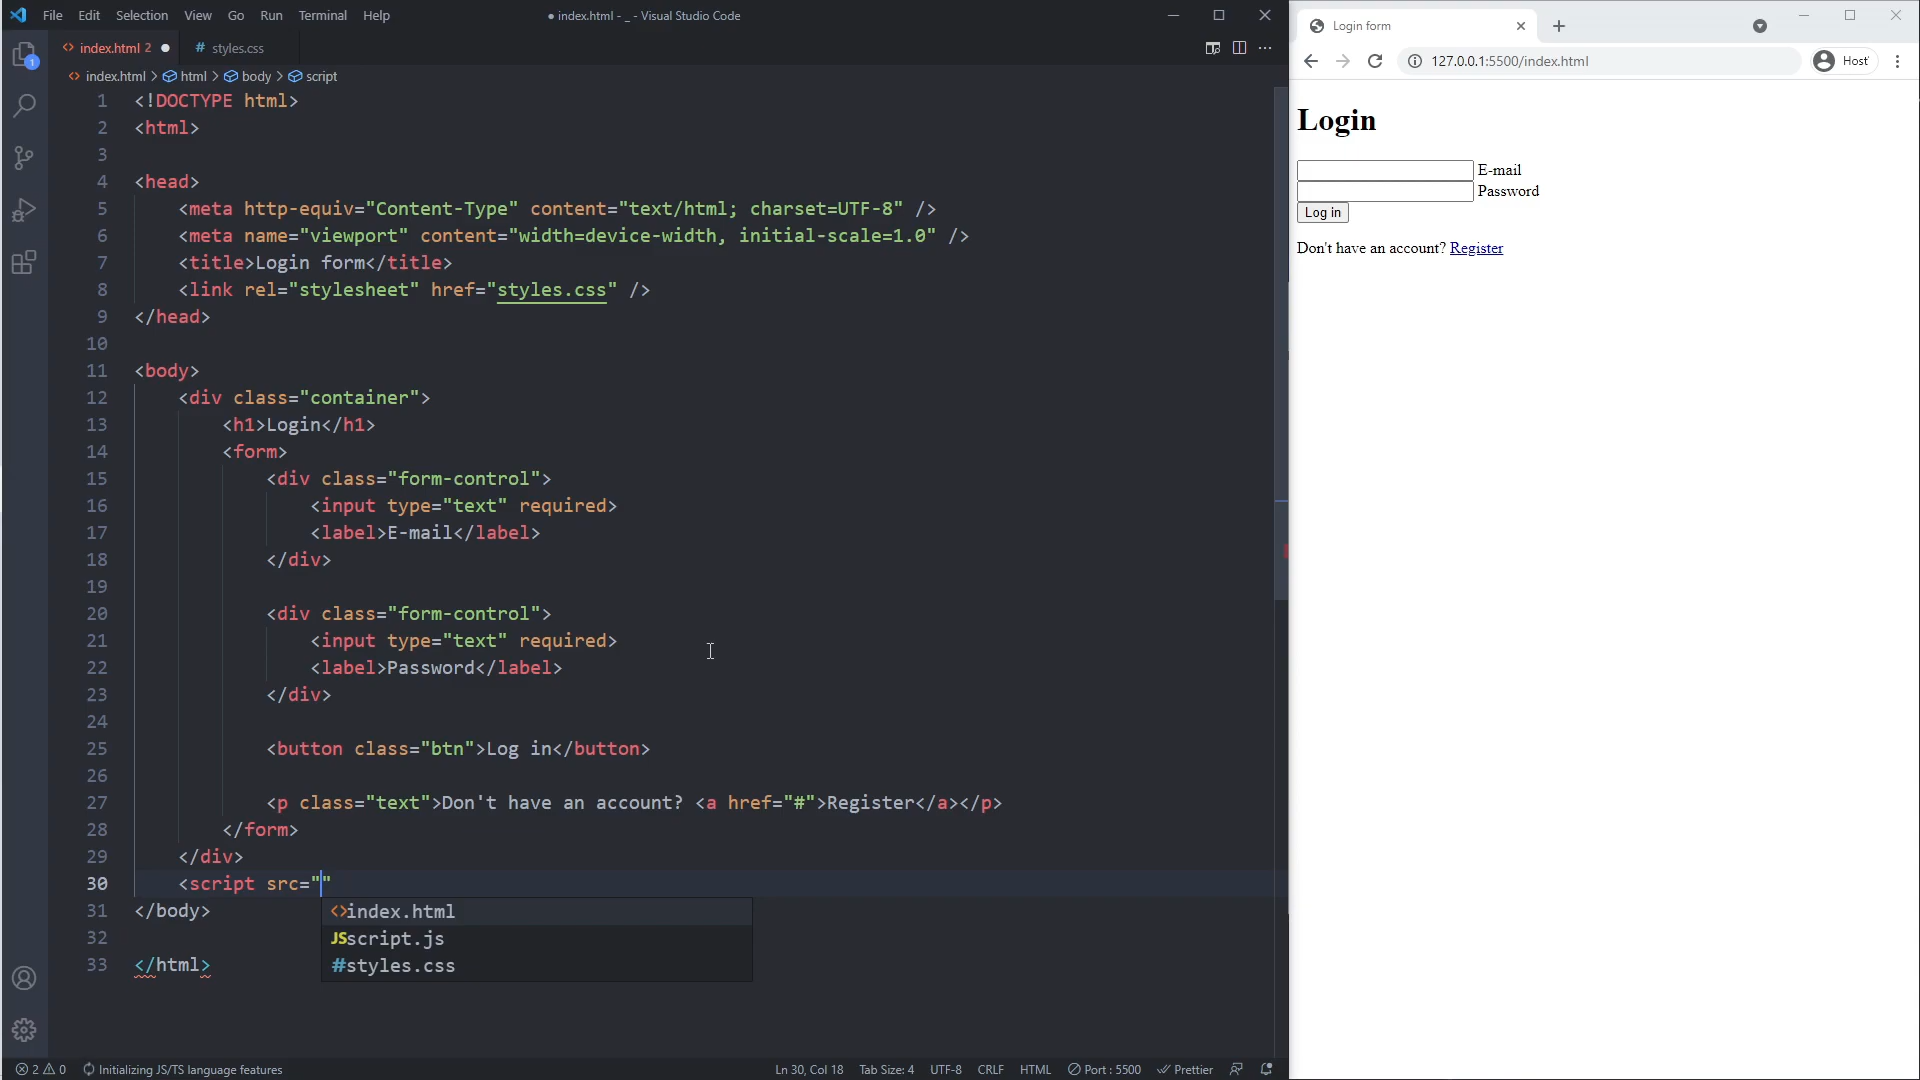 File Edit Selection View Go Run Terminal Help
● index.html - _ - Visual Studio Code
index.html 2 ●
# styles.css
index.html > html > body > script
1 <!DOCTYPE html>
2 <html>
3
4 <head>
5 <meta http-equiv="Content-Type" content="text/html; charset=UTF-8" />
6 <meta name="viewport" content="width=device-width, initial-scale=1.0" />
7 <title>Login form</title>
8 <link rel="stylesheet" href="styles.css" />
9 </head>
10
11 <body>
12 <div class="container">
13 <h1>Login</h1>
14 <form>
15 <div class="form-control">
16 <input type="text" required>
17 <label>E-mail</label>
18 </div>
19
20 <div class="form-control">
21 <input type="text" required>
22 <label>Password</label>
23 </div>
24
25 <button class="btn">Log in</button>
26
27 <p class="text">Don't have an account? <a href="#">Register</a></p>
28 </form>
29 </div>
30 <script src=""
31 </body>
32
33 </html>
<>index.html
JSscript.js
#styles.css
1
2 0 Initializing JS/TS language features
Ln 30, Col 18 Tab Size: 4 UTF-8 CRLF HTML Port : 5500 Prettier
Login form
127.0.0.1:5500/index.html
Host
Login
E-mail
Password
Log in
Don't have an account? Register